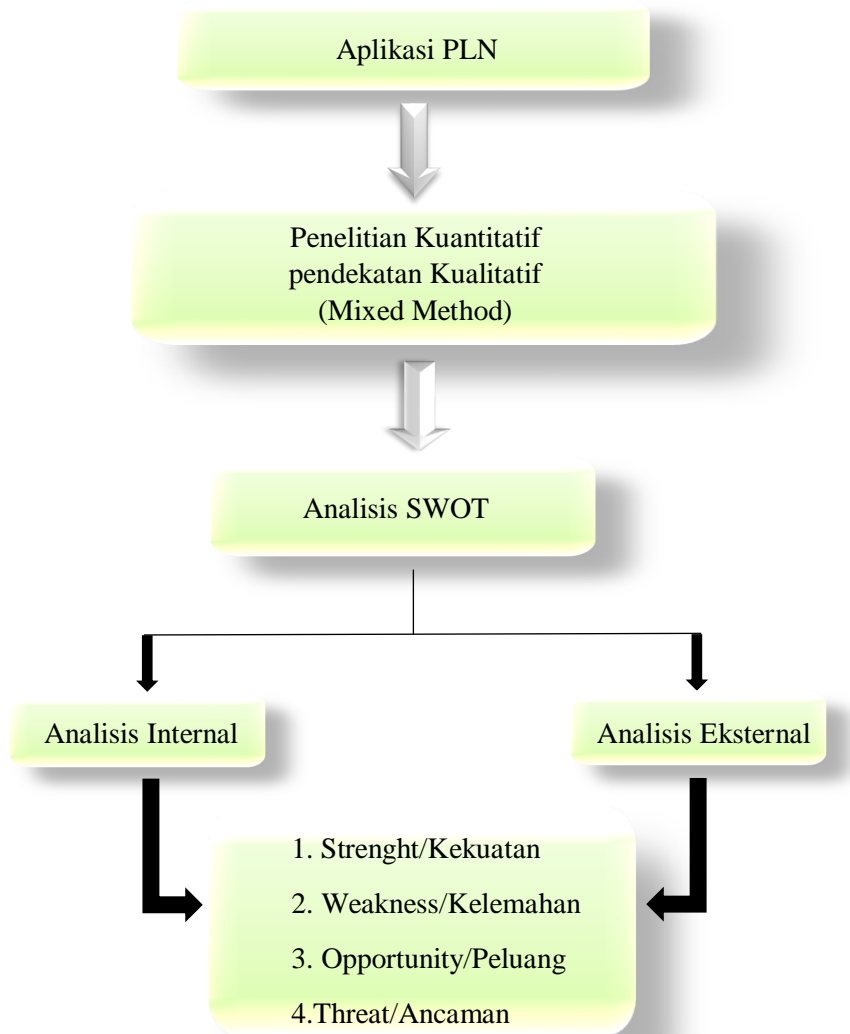 Aplikasi PLN
Penelitian Kuantitatif
pendekatan Kualitatif
(Mixed Method)
Analisis SWOT
Analisis Internal
Analisis Eksternal
1. Strenght/Kekuatan
2. Weakness/Kelemahan
3. Opportunity/Peluang
4.Threat/Ancaman